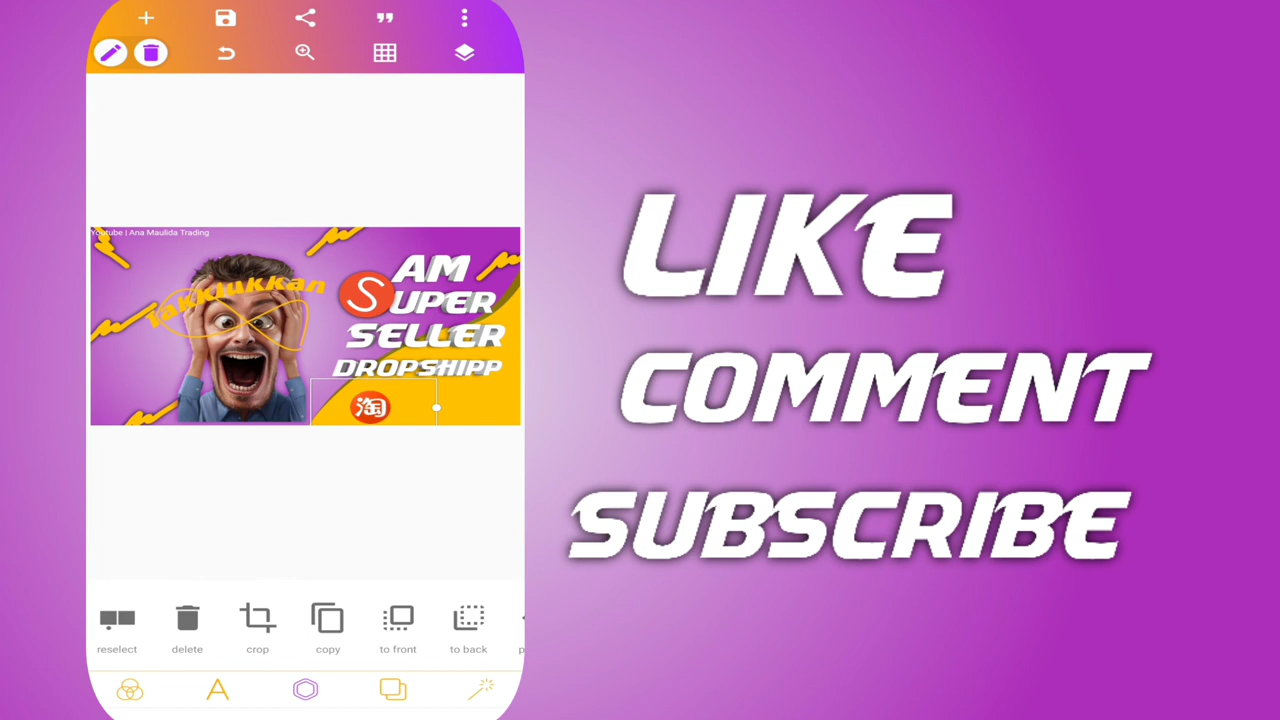 Youtube | Ana Maulida Trading
Takklukkan
AM
SUPER
SELLER
DROPSHIPP
淘
reselect
delete
crop
copy
to front
to back
p
LIKE
COMMENT
SUBSCRIBE